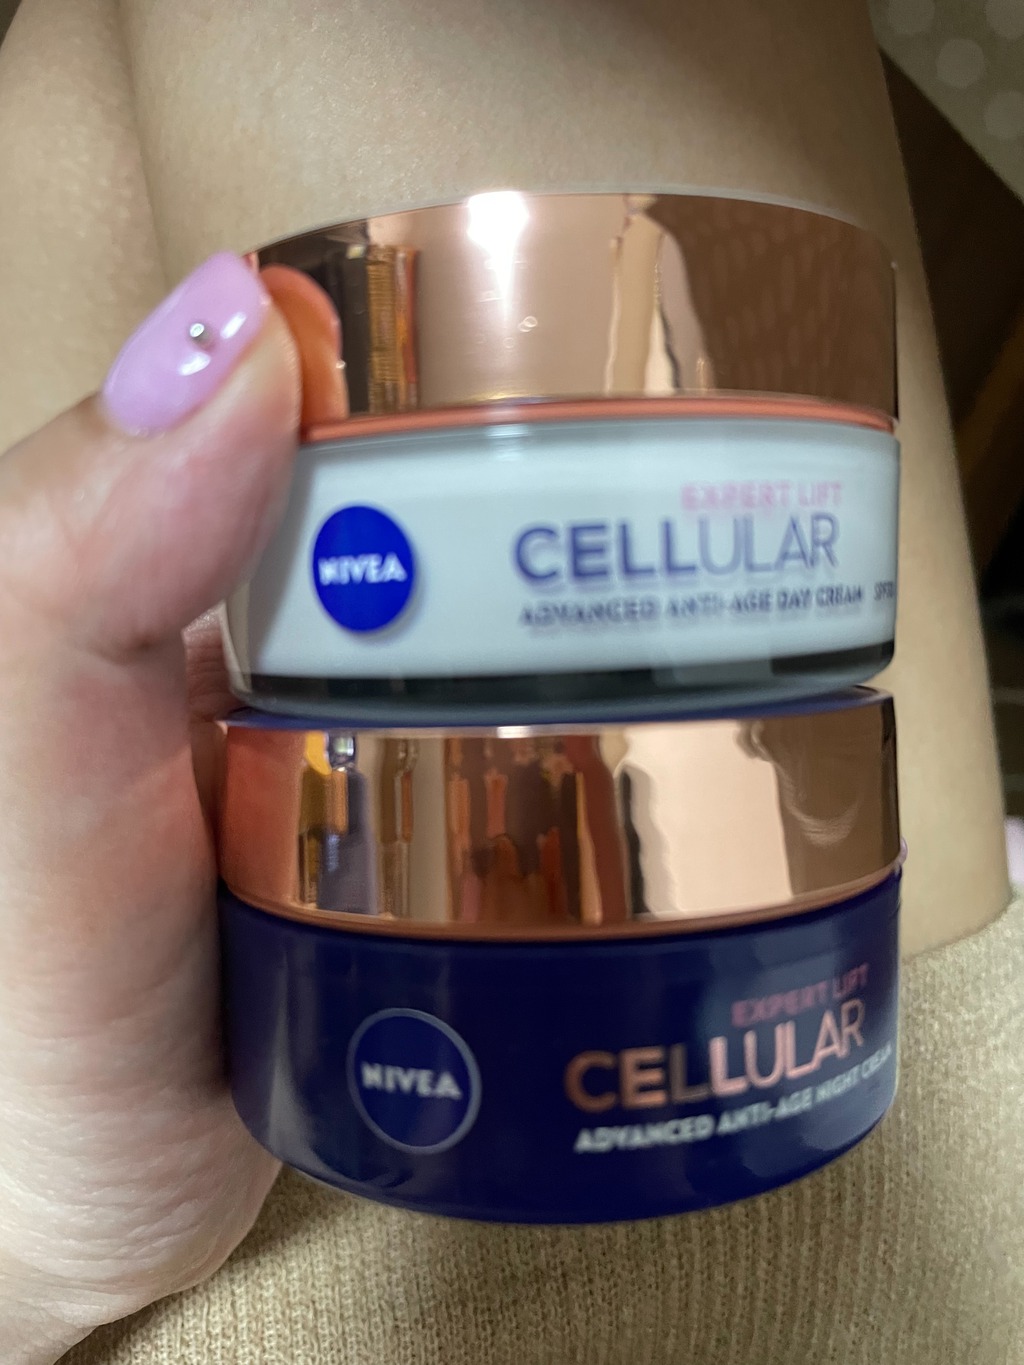 NIVEA
EXPERT LIFT
CELLULAR
ADVANCED ANTI-AGE DAY CREAM
NIVEA
EXPERT LIFT
CELLULAR
ADVANCED ANTI-AGE NIGHT CREAM